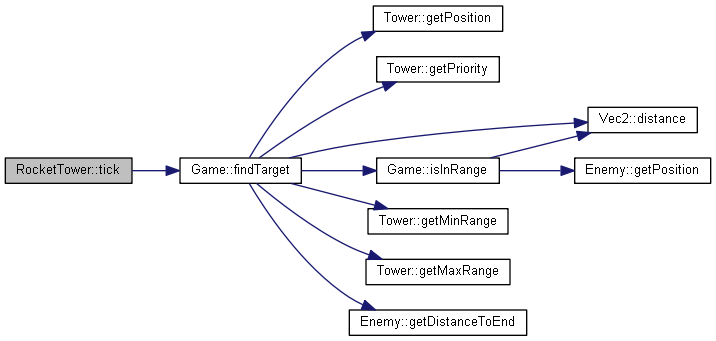 Tower::getPosition
Tower::getPriority
Vec2::distance
RocketTower::tick
Game::findTarget
Game::isInRange
Enemy::getPosition
Tower::getMinRange
Tower::getMaxRange
Enemy::getDistanceToEnd